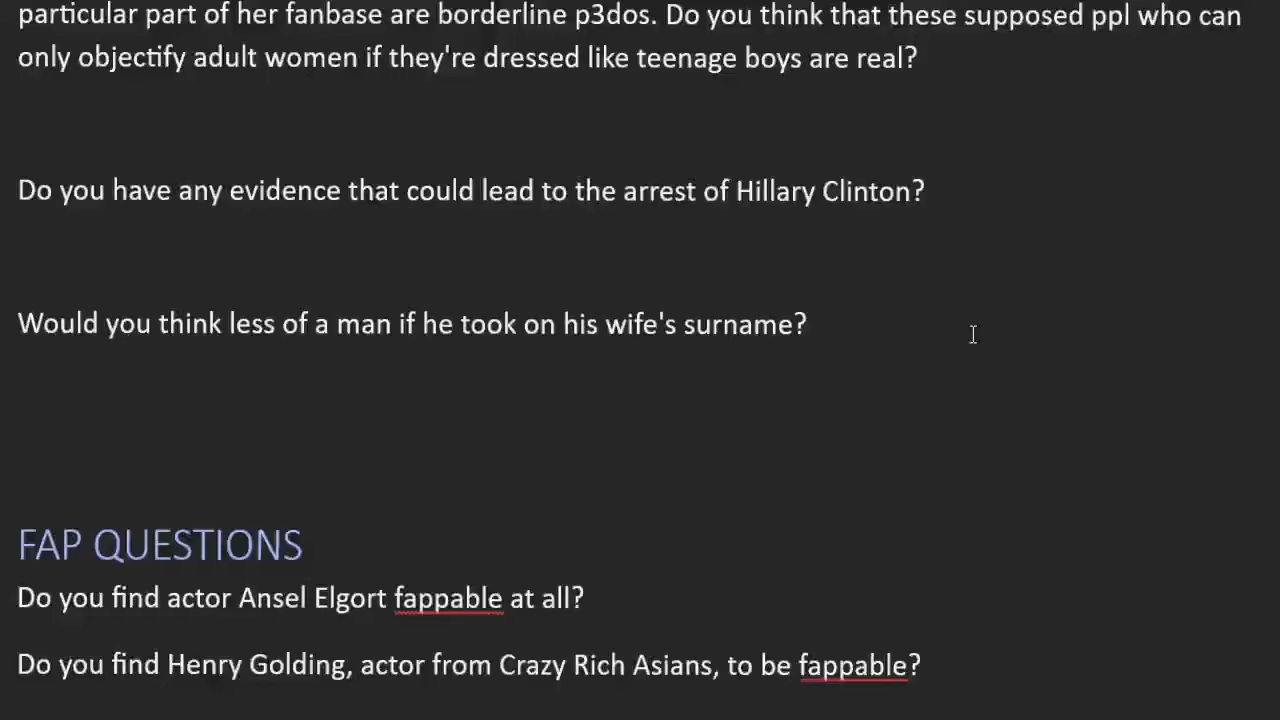 particular part of her fanbase are borderline p3dos. Do you think that these supposed ppl who can
only objectify adult women if they're dressed like teenage boys are real?
Do you have any evidence that could lead to the arrest of Hillary Clinton?
Would you think less of a man if he took on his wife's surname?
FAP QUESTIONS
Do you find actor Ansel Elgort fappable at all?
Do you find Henry Golding, actor from Crazy Rich Asians, to be fappable?